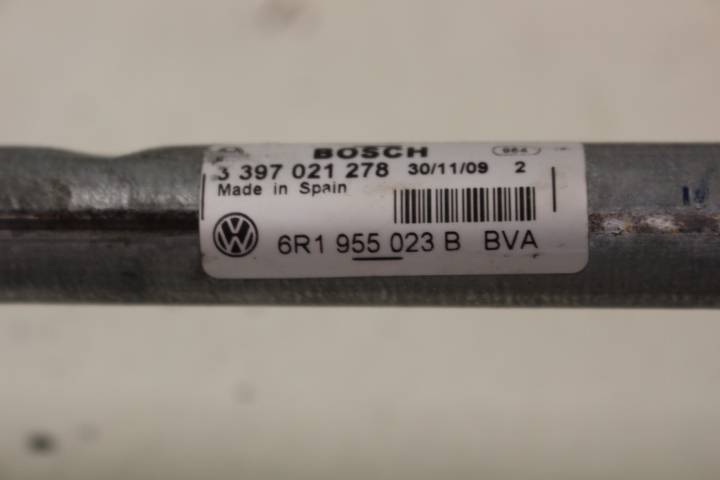 BOSCH
3 397 021 278 30/11/09 2
Made in Spain
6R1 955 023 B BVA